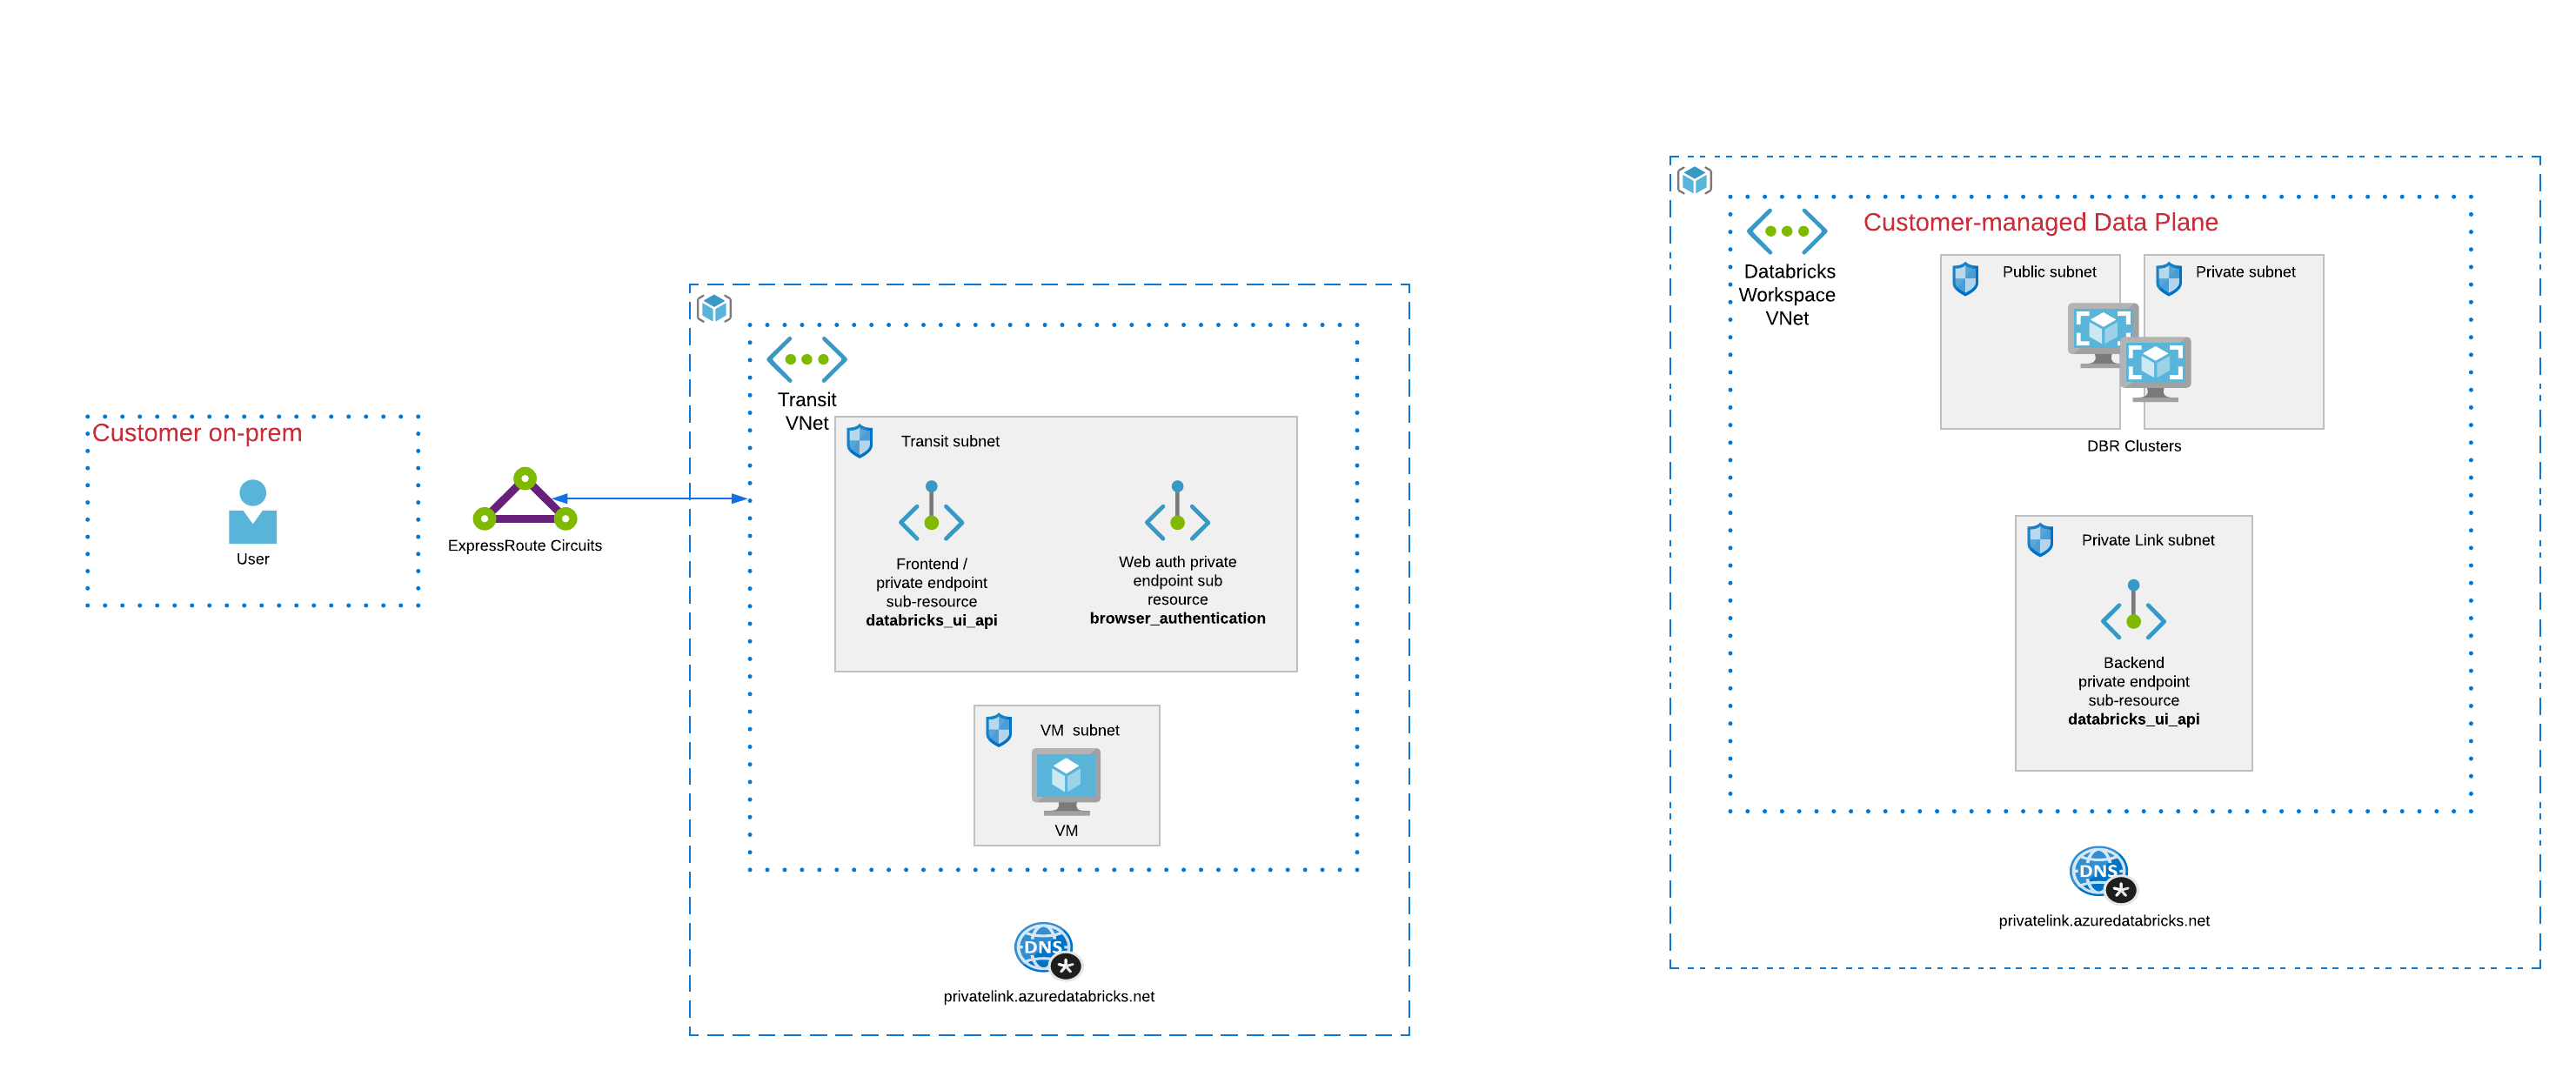 Customer on-prem
User
ExpressRoute Circuits
Transit
VNet
Transit subnet
Frontend /
private endpoint
sub-resource
databricks_ui_api
Web auth private
endpoint sub
resource
browser_authentication
VM  subnet
VM
DNS
privatelink.azuredatabricks.net
Customer-managed Data Plane
Databricks
Workspace
VNet
Public subnet
Private subnet
DBR Clusters
Private Link subnet
Backend
private endpoint
sub-resource
databricks_ui_api
DNS
privatelink.azuredatabricks.net